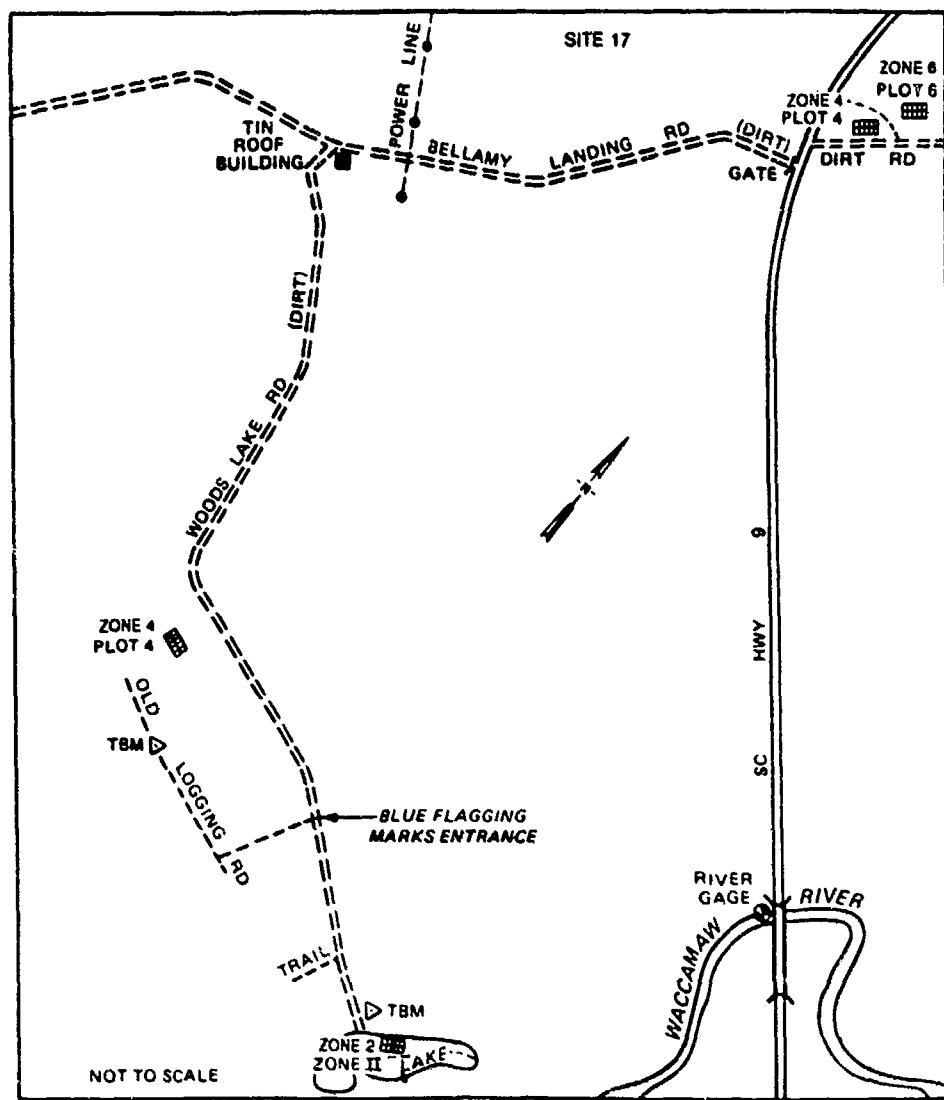 SITE 17
POWER LINE
ZONE 6
PLOT 6
ZONE 4
PLOT 4
TIN
ROOF
BUILDING
BELLAMY LANDING RD (DIRT)
GATE
DIRT RD
WOODS LAKE RD (DIRT)
N
ZONE 4
PLOT 4
OLD LOGGING RD
TBM
BLUE FLAGGING
MARKS ENTRANCE
SC HWY 9
RIVER
GAGE
WACCAMAW RIVER
TRAIL
TBM
ZONE 2
ZONE II
LAKE
NOT TO SCALE